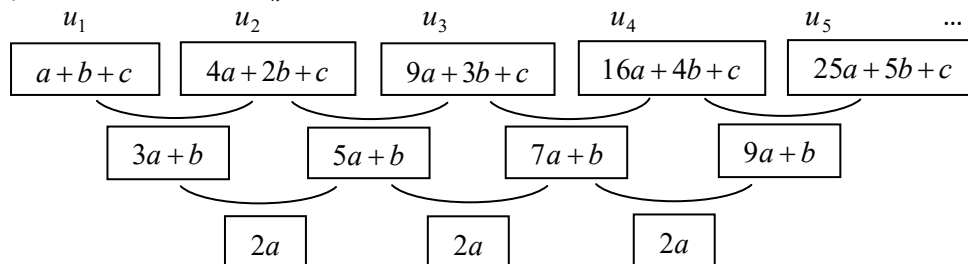 u₁ u₂ u₃ u₄ u₅ ...
a+b+c 4a+2b+c 9a+3b+c 16a+4b+c 25a+5b+c
3a+b 5a+b 7a+b 9a+b
2a 2a 2a